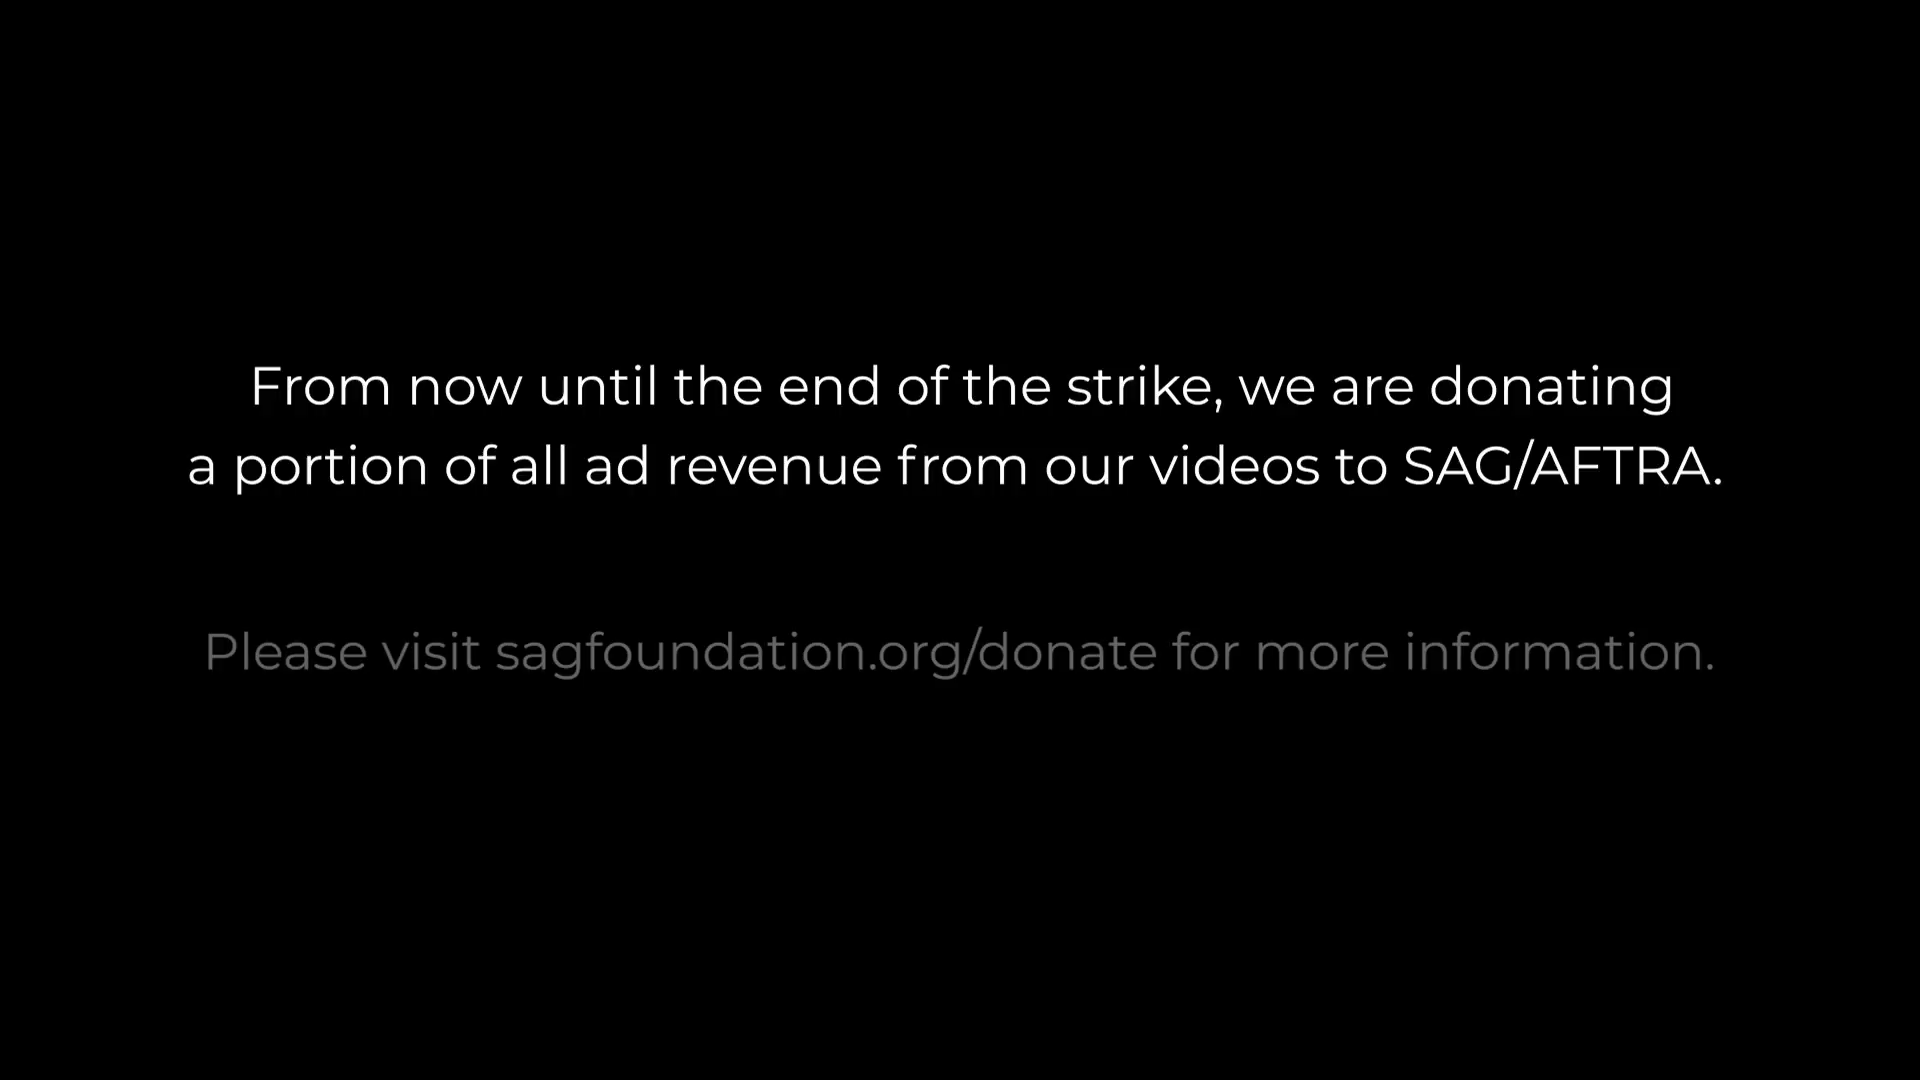 From now until the end of the strike, we are donating
a portion of all ad revenue from our videos to SAG/AFTRA.
Please visit sagfoundation.org/donate for more information.